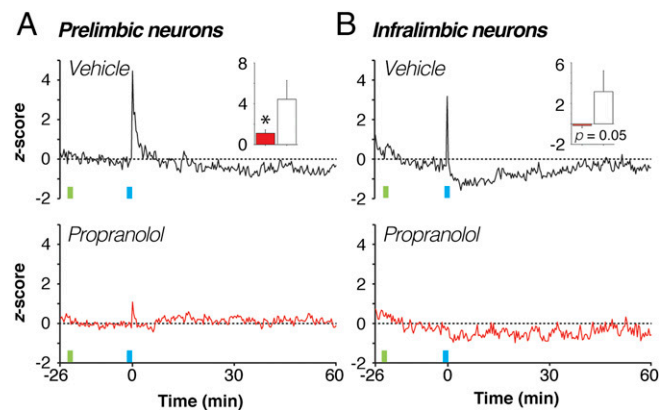 A Prelimbic neurons
Vehicle
z-score
4
2
0
-2
8
4
0
*
Propranolol
z-score
4
2
0
-2
-26 0 30 60
Time (min)
B Infralimbic neurons
Vehicle
4
2
0
-2
6
2
-2
p = 0.05
Propranolol
4
2
0
-2
-26 0 30 60
Time (min)